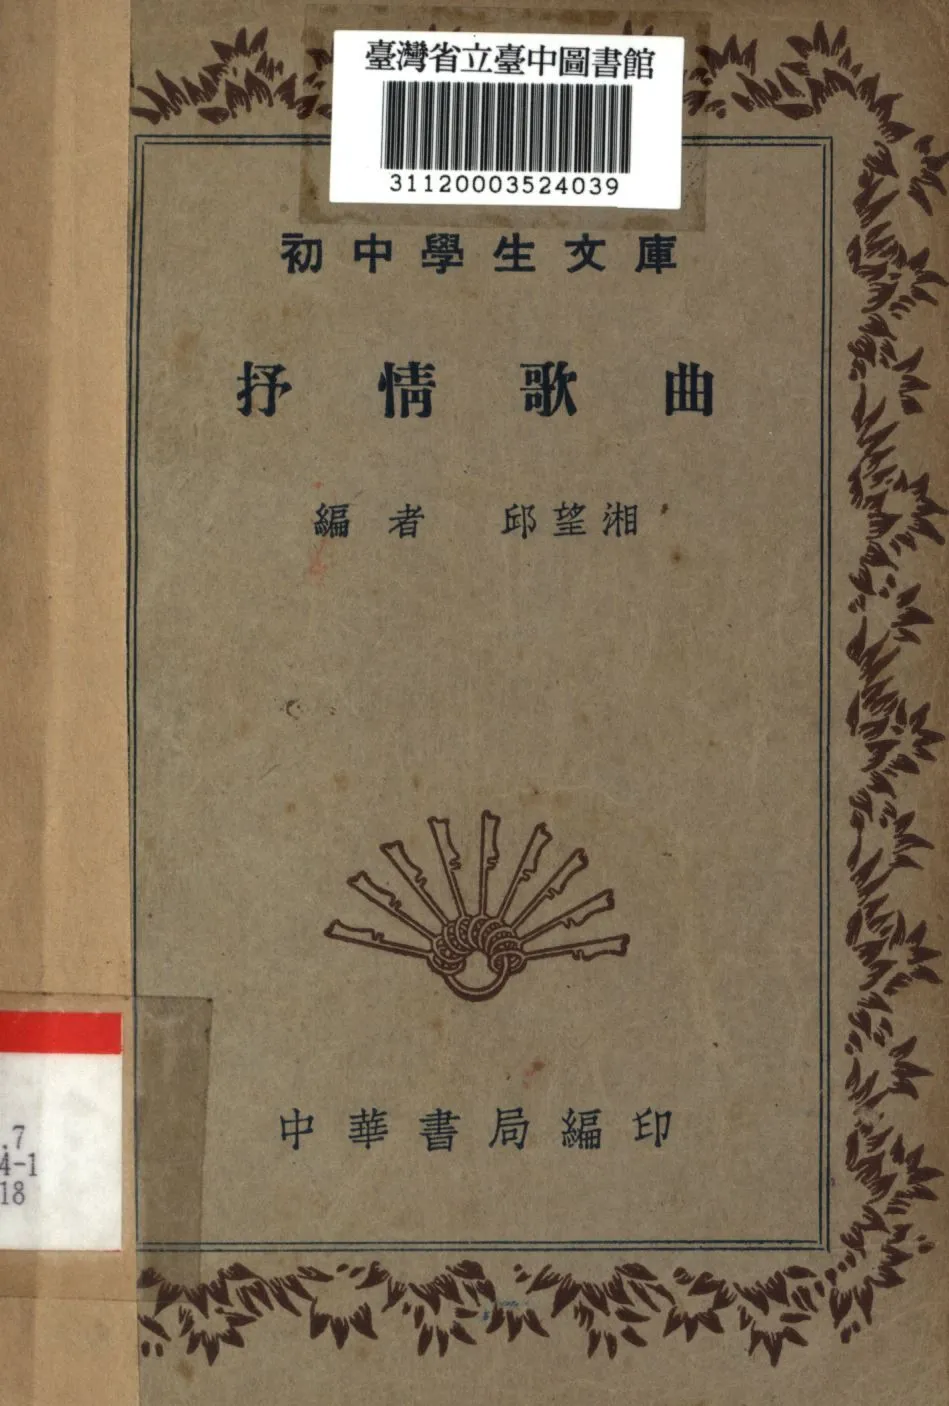 臺灣省立臺中圖書館
31120003524039
初中學生文庫
抒情歌曲
編者 邱望湘
中華書局編印
.7
4-1
18